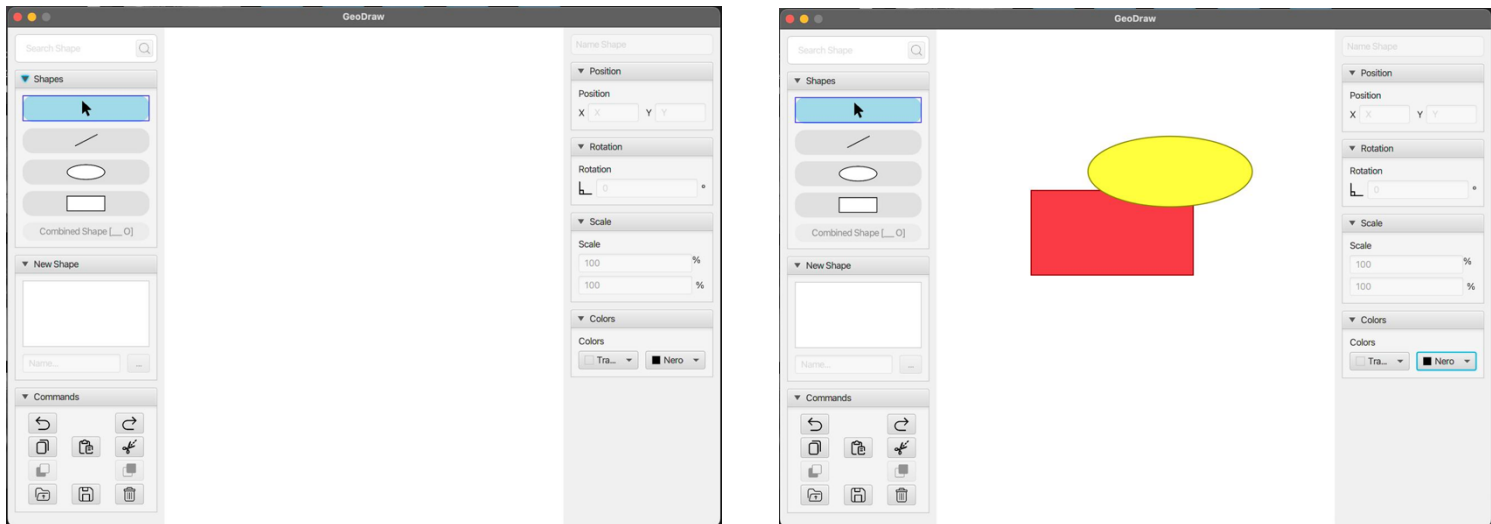 GeoDraw
Search Shape
Shapes
Combined Shape [__ O]
New Shape
Name...
...
Commands
Name Shape
Position
Position
X X Y Y
Rotation
Rotation
0 °
Scale
Scale
100 %
100 %
Colors
Colors
Tra... Nero
GeoDraw
Search Shape
Shapes
Combined Shape [__ O]
New Shape
Name...
...
Commands
Name Shape
Position
Position
X X Y Y
Rotation
Rotation
0 °
Scale
Scale
100 %
100 %
Colors
Colors
Tra... Nero